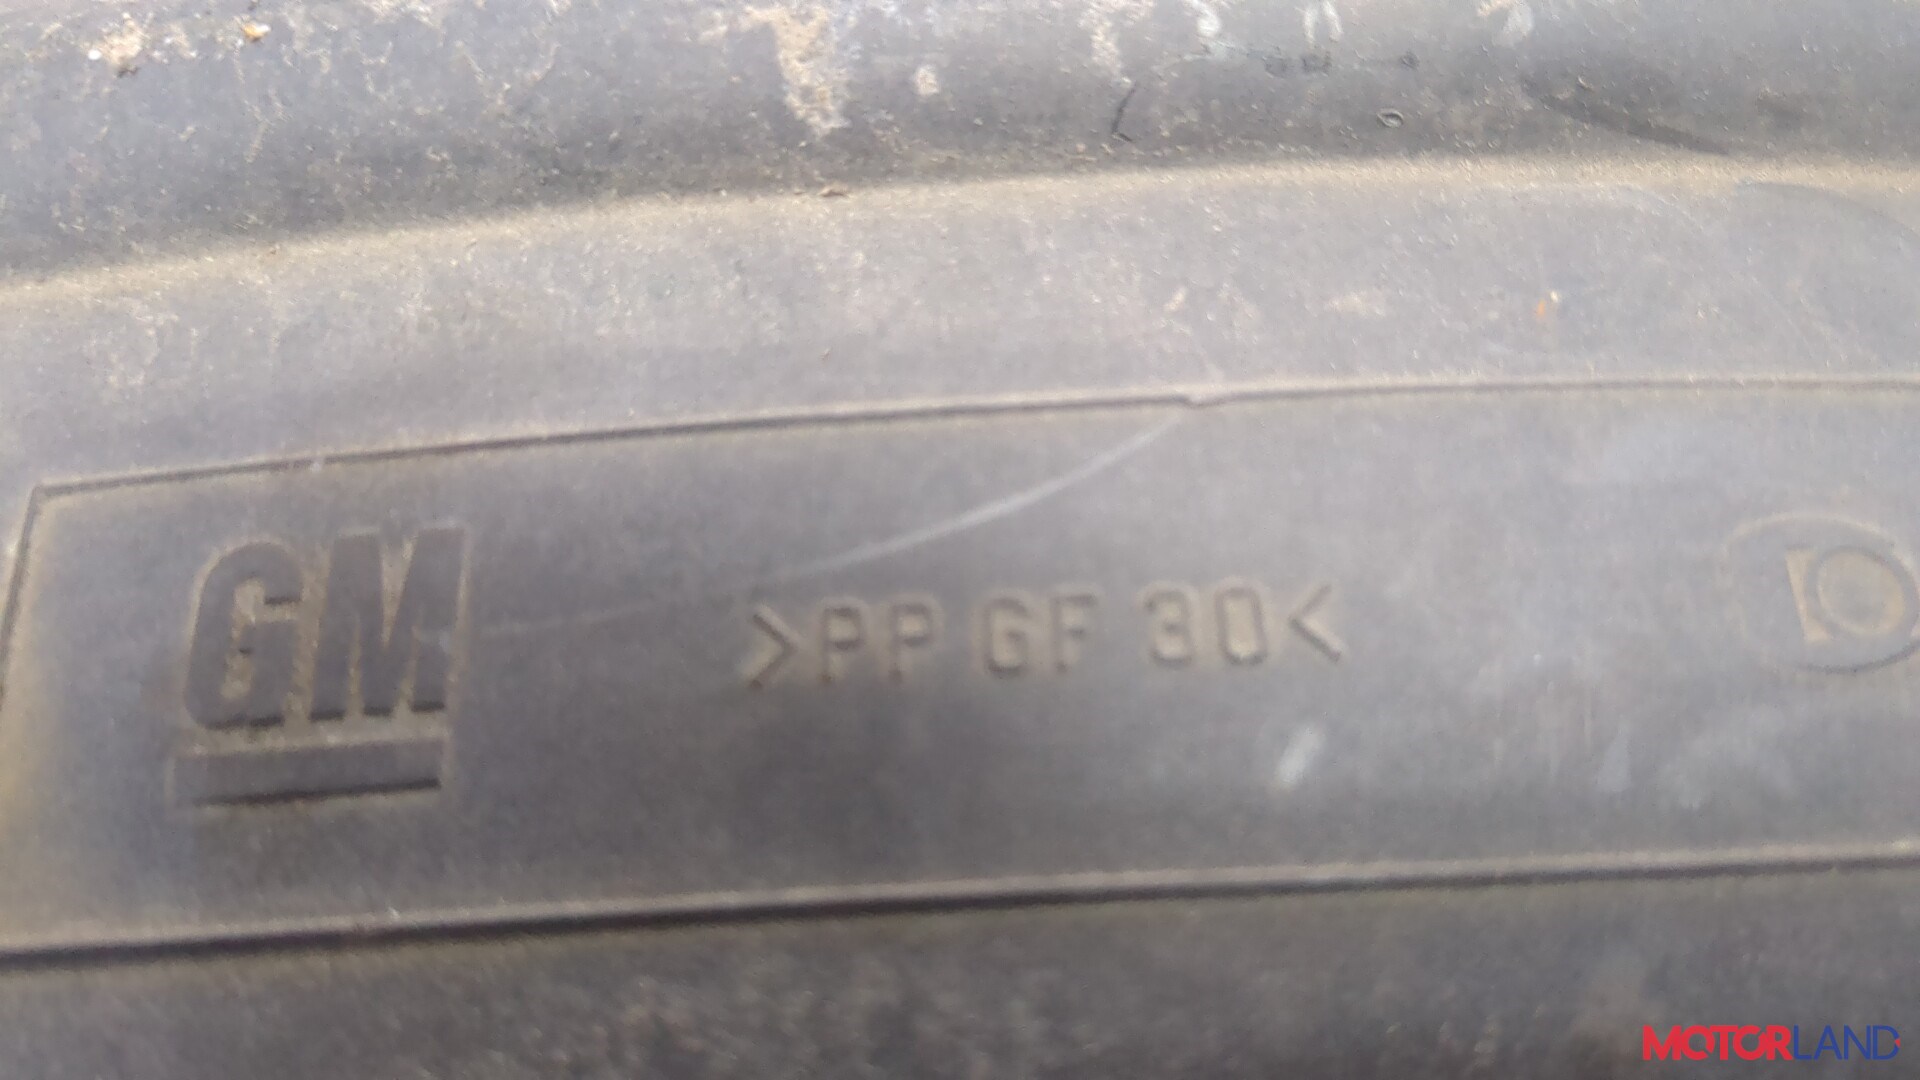 GM >PP GF 30<
MOTORLAND